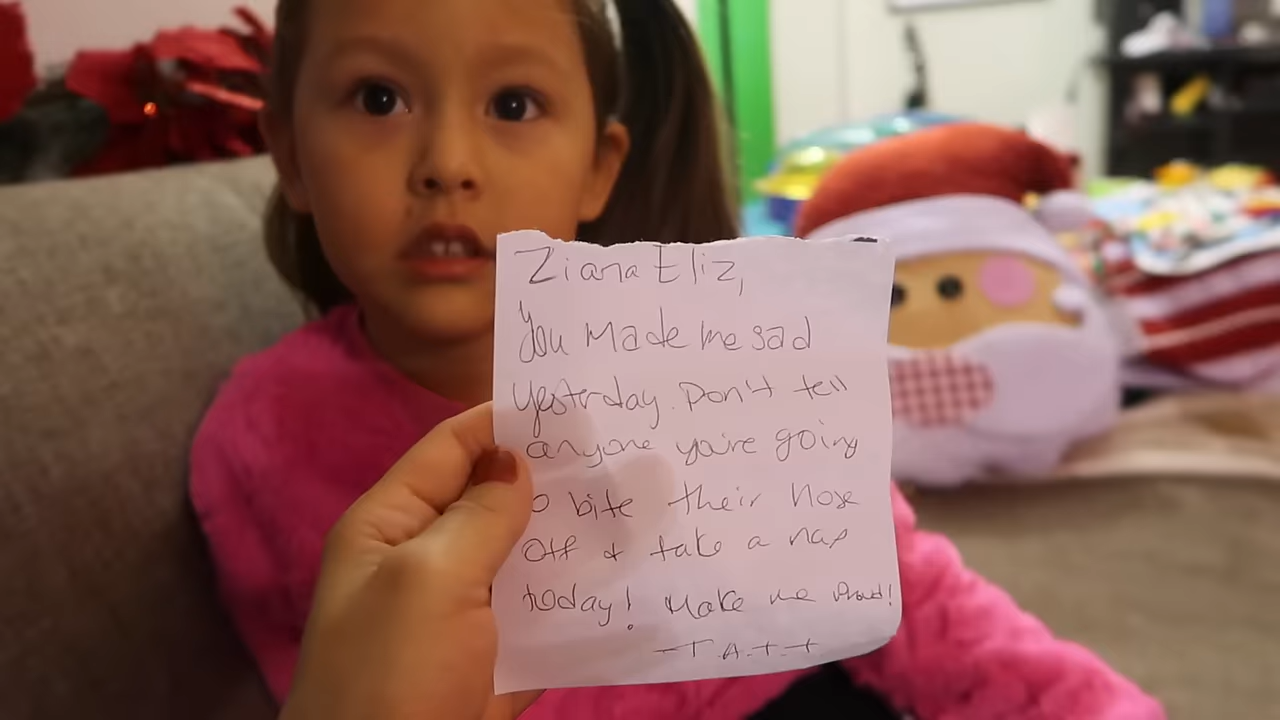 Ziana Eliz,
You Made me sad
yesterday. Don't tell
anyone you're going
o bite their Nose
Off & take a nap
today! Make me Proud!
—T.A.T.T